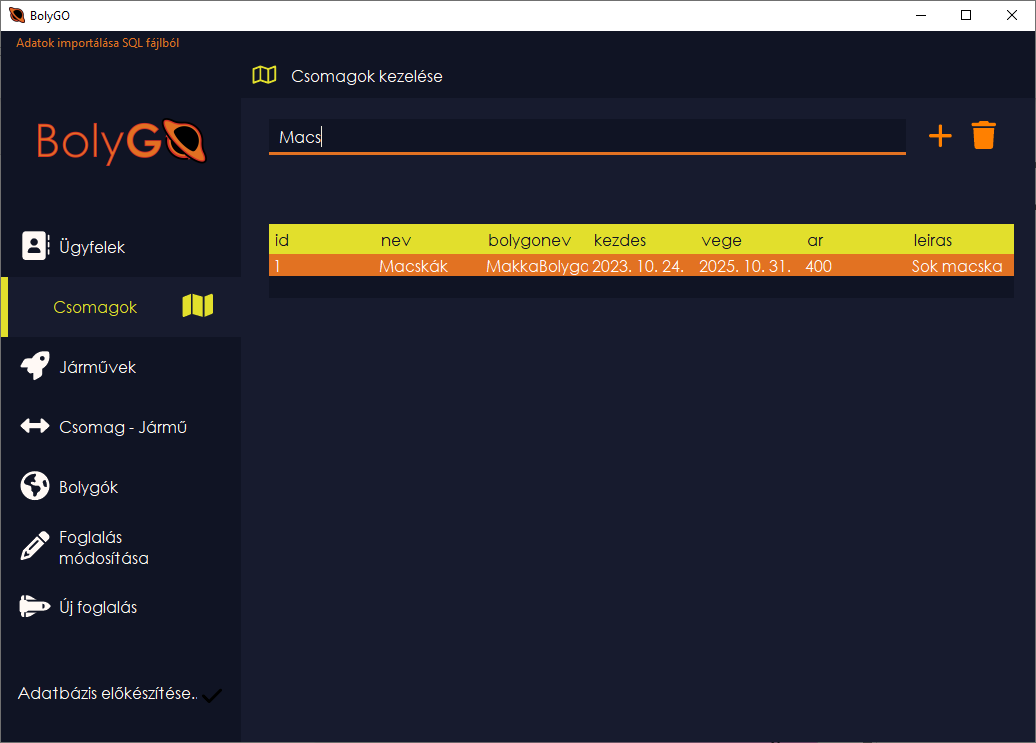 BolyGO
Adatok importálása SQL fájlból
Csomagok kezelése
BolyGO
Macs
id nev bolygonev kezdes vege ar leiras
1 Macskák MakkaBolygo 2023. 10. 24. 2025. 10. 31. 400 Sok macska
Ügyfelek
Csomagok
Járművek
Csomag - Jármű
Bolygók
Foglalás
módosítása
Új foglalás
Adatbázis előkészítése..